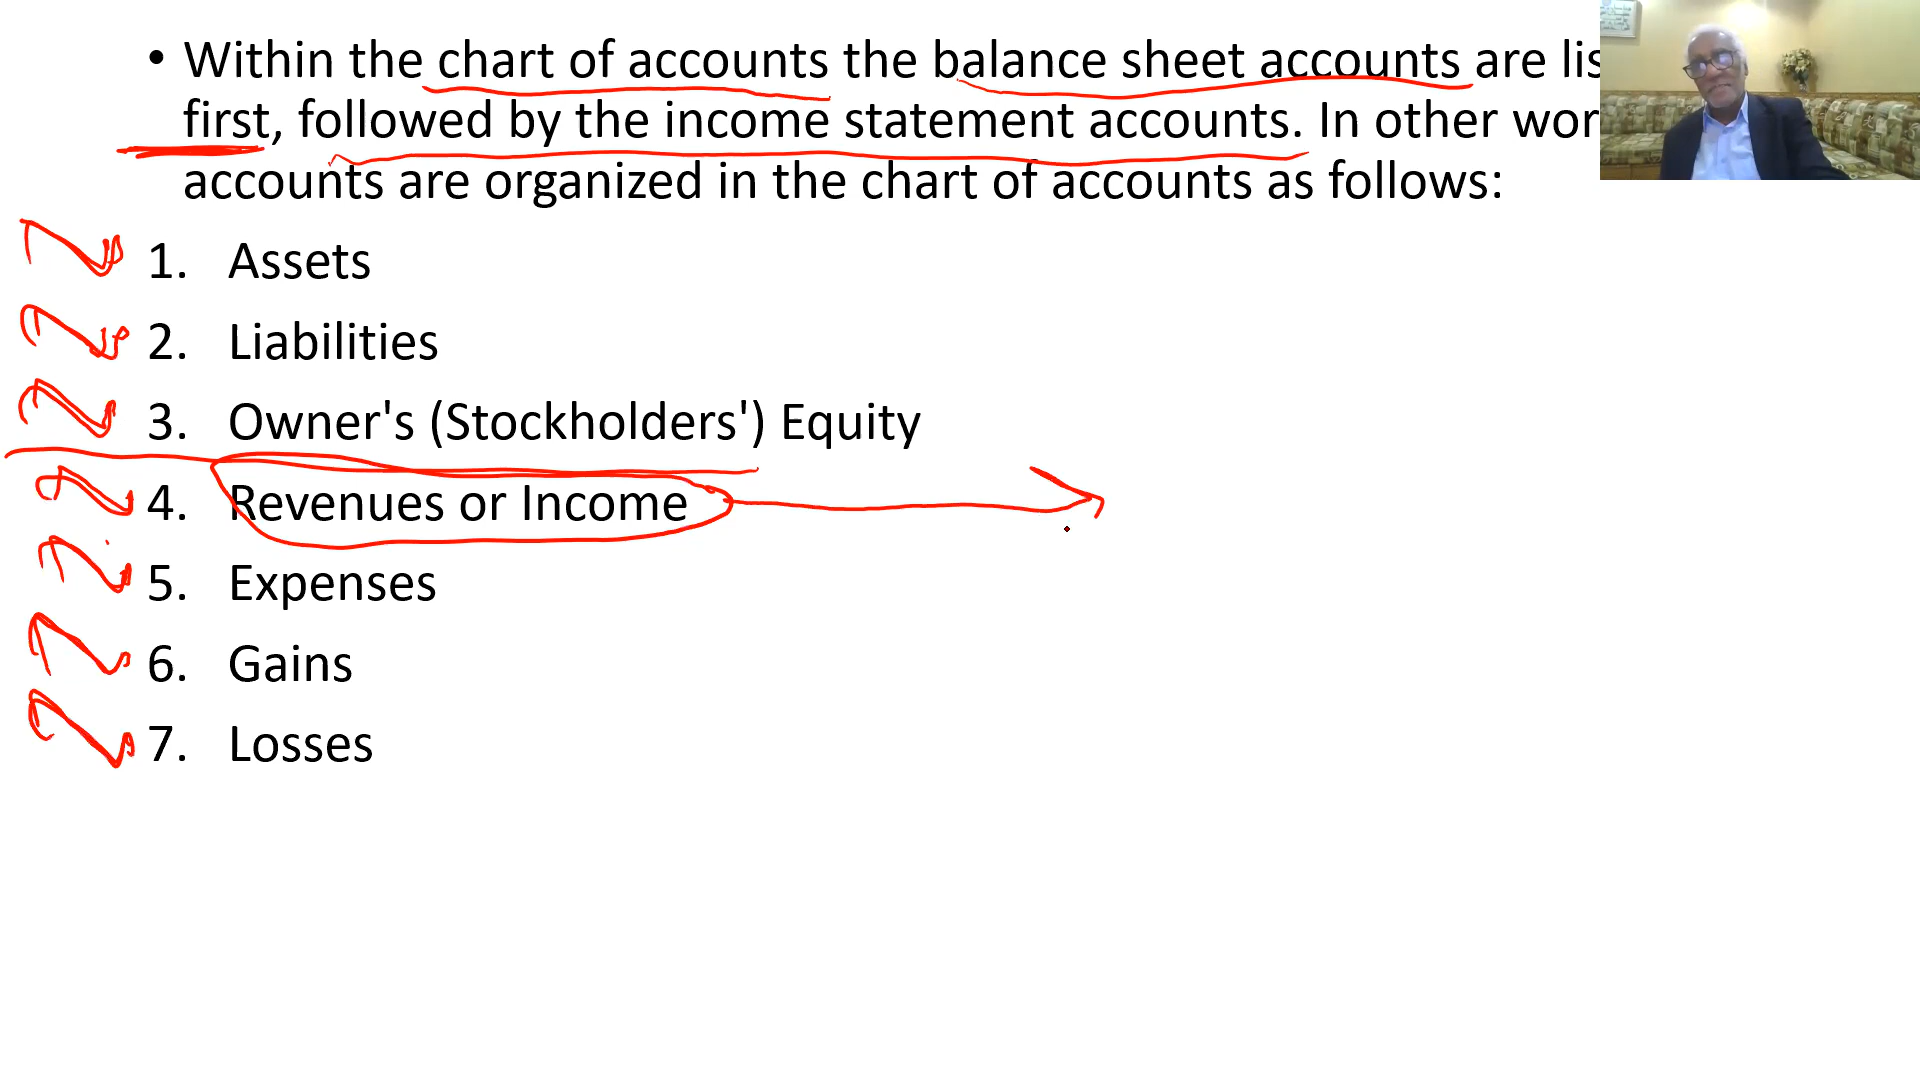 • Within the chart of accounts the balance sheet accounts are
first, followed by the income statement accounts. In other
accounts are organized in the chart of accounts as follows:
1. Assets
2. Liabilities
3. Owner's (Stockholders') Equity
4. Revenues or Income
5. Expenses
6. Gains
7. Losses